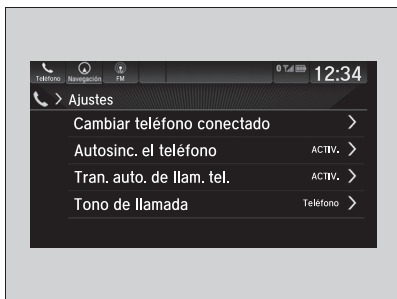 Teléfono Navegación FM 12:34
Ajustes
Cambiar teléfono conectado
Autosinc. el teléfono ACTIV.
Tran. auto. de llam. tel. ACTIV.
Tono de llamada Teléfono